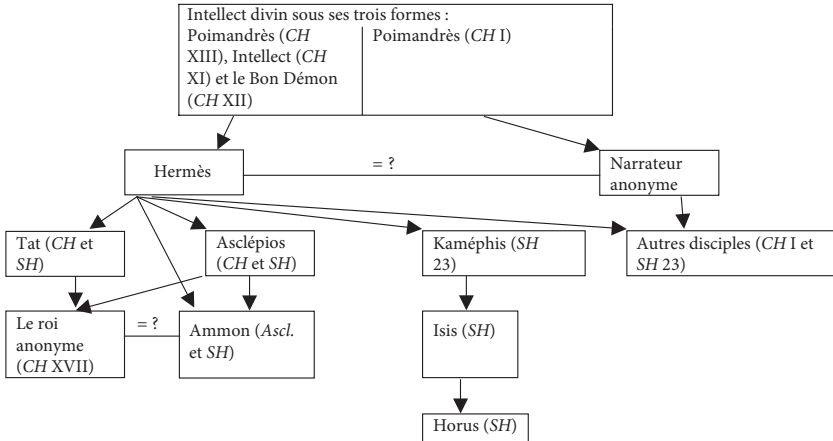 Intellect divin sous ses trois formes :
Poimandrès (CH
XIII), Intellect (CH
XI) et le Bon Démon
(CH XII)
Poimandrès (CH I)
Hermès
= ?
Narrateur
anonyme
Tat (CH et
SH)
Asclépios
(CH et SH)
Kaméphis (SH
23)
Autres disciples (CH I et
SH 23)
Le roi
anonyme
(CH XVII)
= ?
Ammon (Ascl.
et SH)
Isis (SH)
Horus (SH)